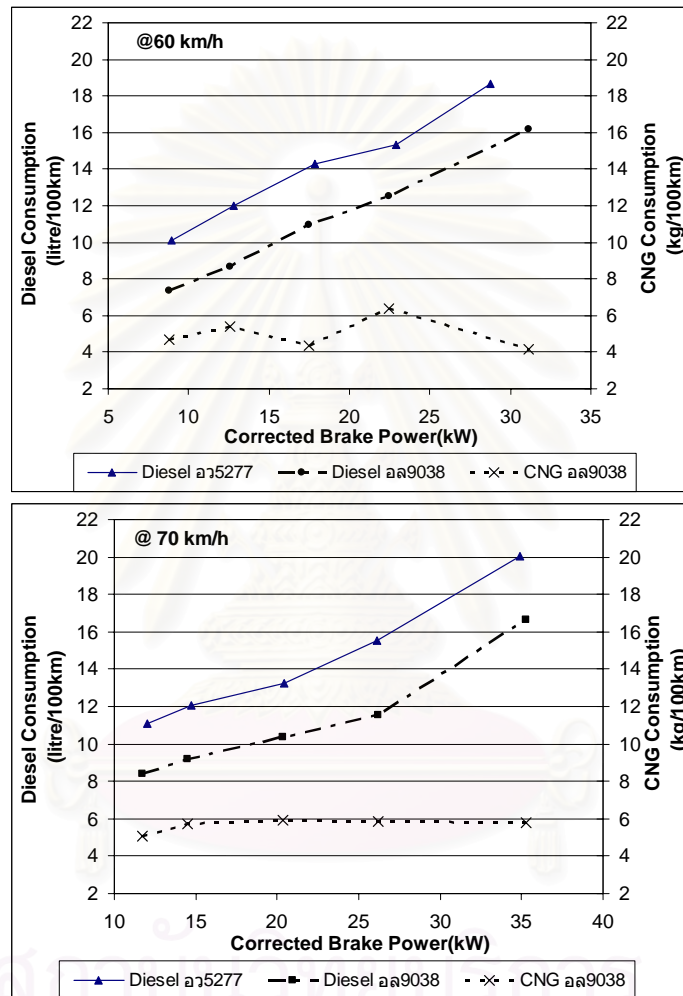 @60 km/h
22
20
18
16
14
12
10
8
6
4
2
Diesel Consumption
(litre/100km)
22
20
18
16
14
12
10
8
6
4
2
CNG Consumption
(kg/100km)
5 10 15 20 25 30 35
Corrected Brake Power(kW)
Diesel อว5277 Diesel อล9038 CNG อล9038
@ 70 km/h
22
20
18
16
14
12
10
8
6
4
2
Diesel Consumption
(litre/100km)
22
20
18
16
14
12
10
8
6
4
2
CNG Consumption
(kg/100km)
10 15 20 25 30 35 40
Corrected Brake Power(kW)
Diesel อว5277 Diesel อล9038 CNG อล9038